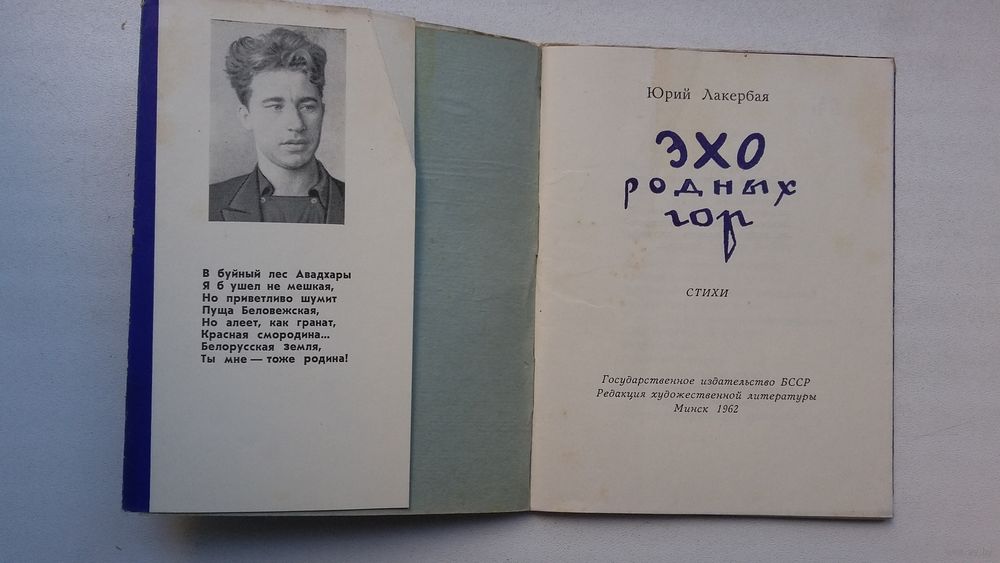 В буйный лес Авадхары
Я б ушел не мешкая,
Но приветливо шумит
Пуща Беловежская,
Но алеет, как гранат,
Красная смородина...
Белорусская земля,
Ты мне — тоже родина!
Юрий Лакербая
ЭХО
РОДНЫХ
ГОР
СТИХИ
Государственное издательство БССР
Редакция художественной литературы
Минск 1962